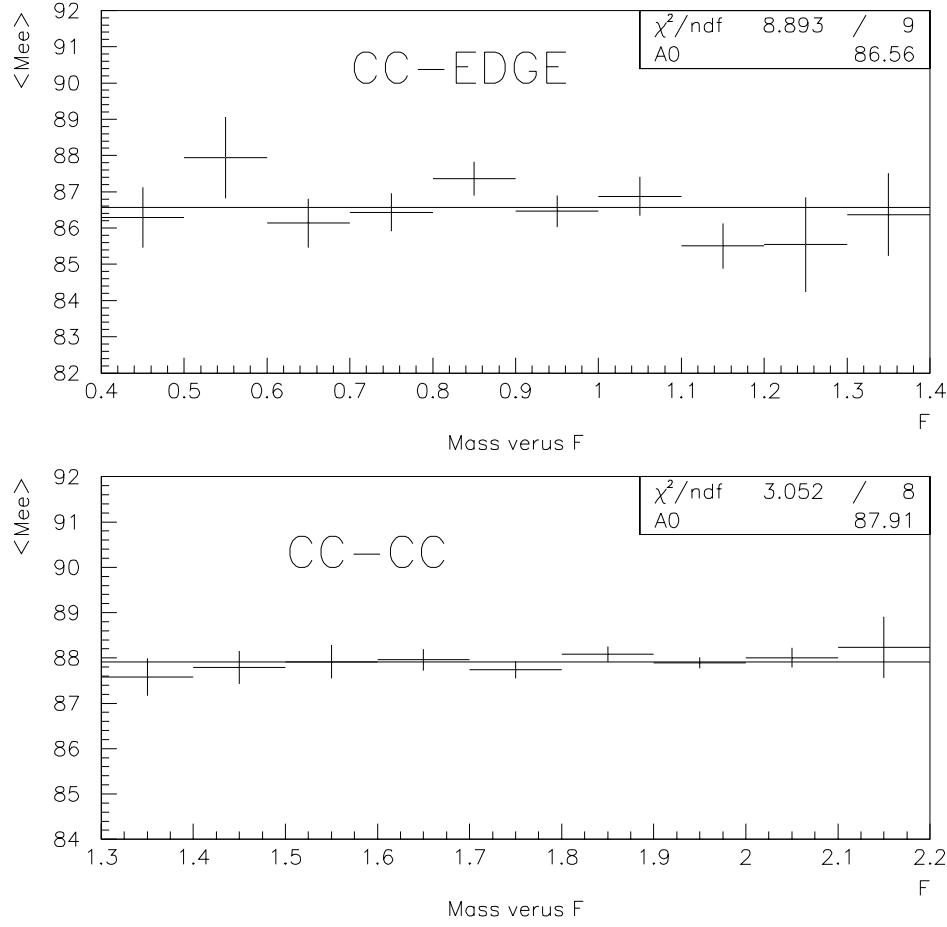 <Mee>
92
91
90
89
88
87
86
85
84
83
82
CC-EDGE
χ²/ndf 8.893 / 9
A0 86.56
0.4 0.5 0.6 0.7 0.8 0.9 1 1.1 1.2 1.3 1.4
F
Mass verus F
<Mee>
92
91
90
89
88
87
86
85
84
CC-CC
χ²/ndf 3.052 / 8
A0 87.91
1.3 1.4 1.5 1.6 1.7 1.8 1.9 2 2.1 2.2
F
Mass verus F